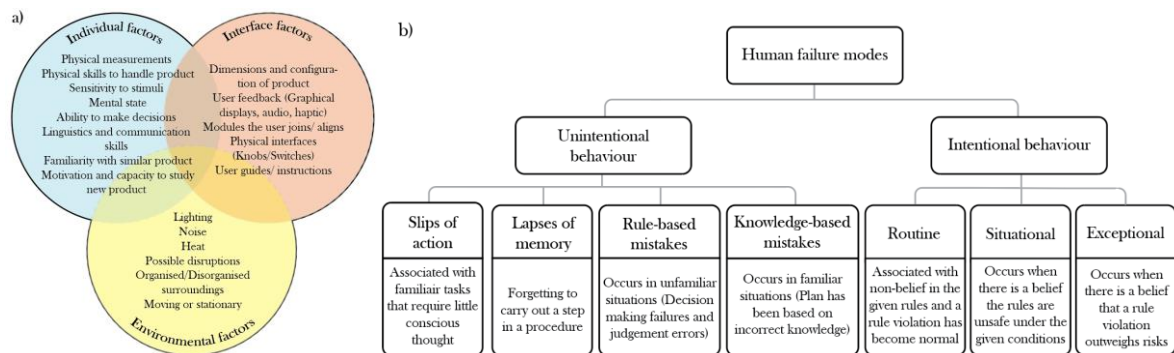 a)
Individual factors
Physical measurements
Physical skills to handle product
Sensitivity to stimuli
Mental state
Ability to make decisions
Linguistics and communication
skills
Familiarity with similar product
Motivation and capacity to study
new product
Interface factors
Dimensions and configura-
tion of product
User feedback (Graphical
displays, audio, haptic)
Modules the user joins/ aligns
Physical interfaces
(Knobs/Switches)
User guides/ instructions
Lighting
Noise
Heat
Possible disruptions
Organised/Disorganised
surroundings
Moving or stationary
Environmental factors
b)
Human failure modes
Unintentional
behaviour
Intentional behaviour
Slips of
action
Associated with
familiair tasks
that require little
conscious
thought
Lapses of
memory
Forgetting to
carry out a step
in a procedure
Rule-based
mistakes
Occurs in unfamiliar
situations (Decision
making failures and
judgement errors)
Knowledge-based
mistakes
Occurs in familiar
situations (Plan has
been based on
incorrect knowledge)
Routine
Associated with
non-belief in the
given rules and a
rule violation has
become normal
Situational
Occurs when
there is a belief
the rules are
unsafe under the
given conditions
Exceptional
Occurs when
there is a belief
that a rule
violation
outweighs risks